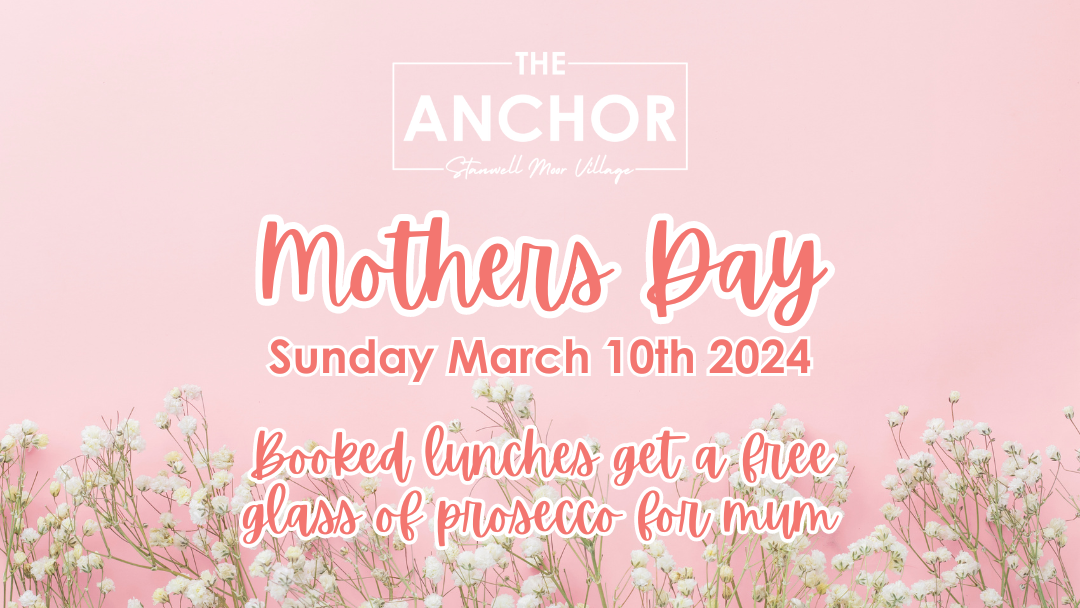 THE
ANCHOR
Stanwell Moor Village
Mothers Day
Sunday March 10th 2024
Booked lunches get a free
glass of prosecco for mum